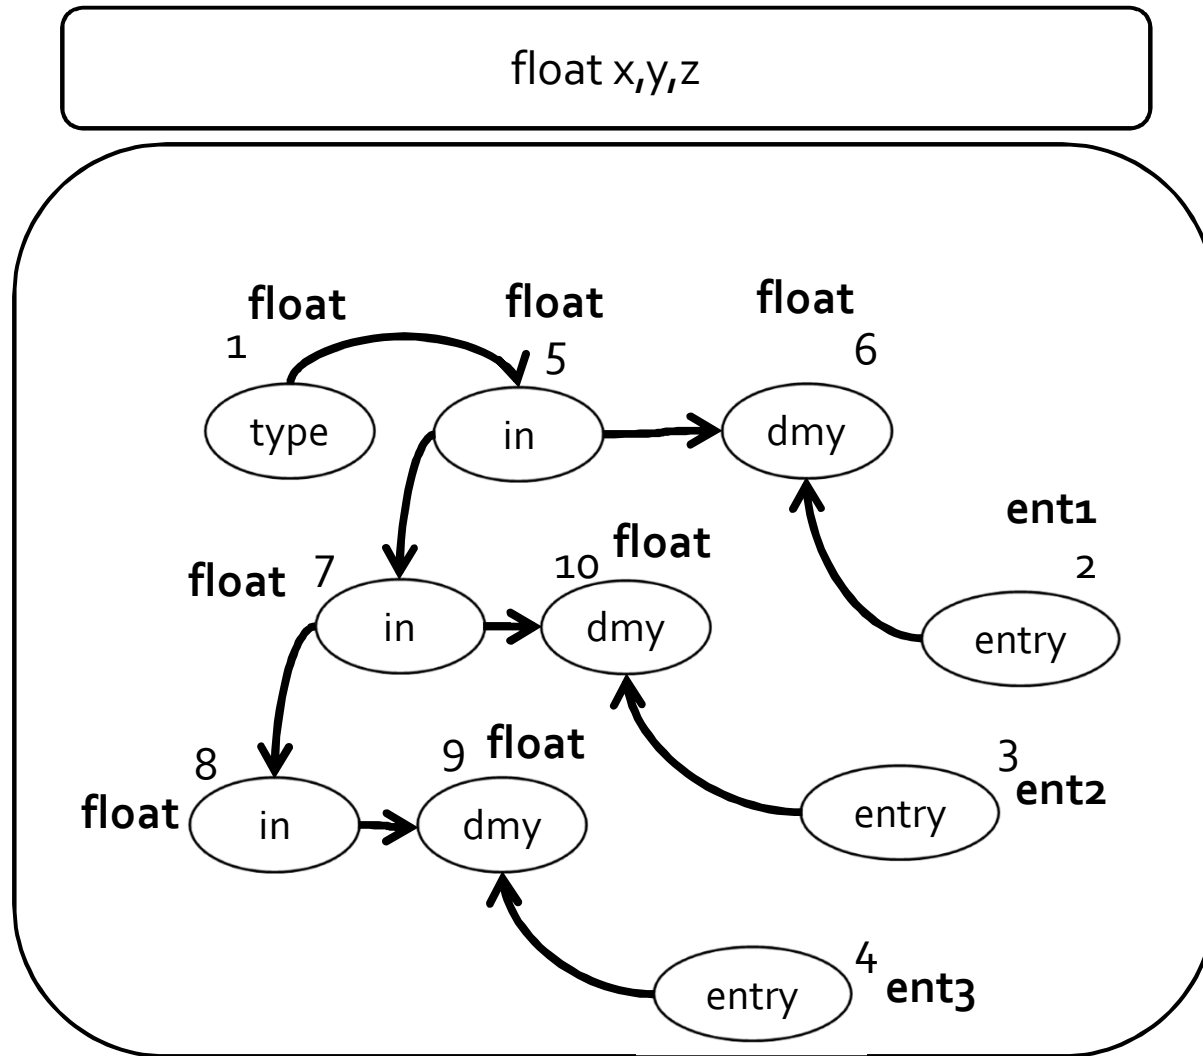 float x,y,z
float
float
float
1
5
6
type
in
dmy
ent1
float
7
10
float
2
in
dmy
entry
8
9
float
3
ent2
float
in
dmy
entry
4
ent3
entry